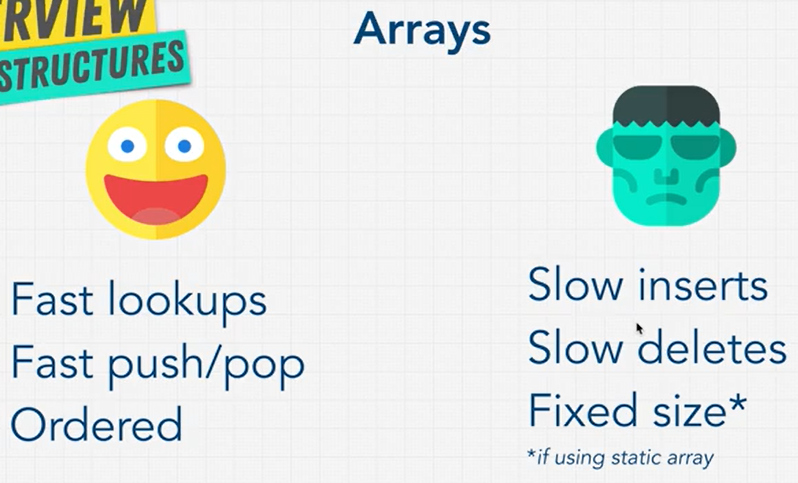 RVIEW
STRUCTURES
Arrays
Fast lookups
Fast push/pop
Ordered
Slow inserts
Slow deletes
Fixed size*
*if using static array